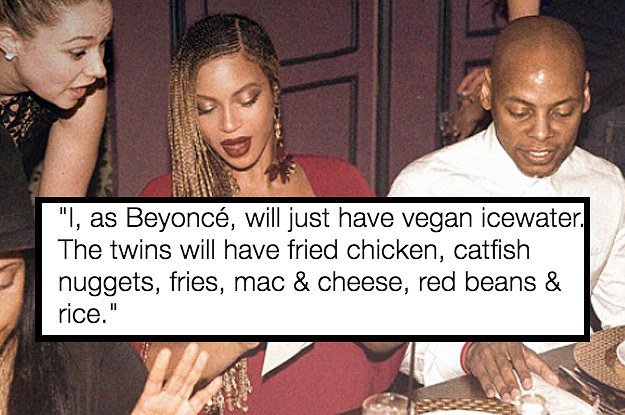 "I, as Beyoncé, will just have vegan icewater.
The twins will have fried chicken, catfish
nuggets, fries, mac & cheese, red beans &
rice."